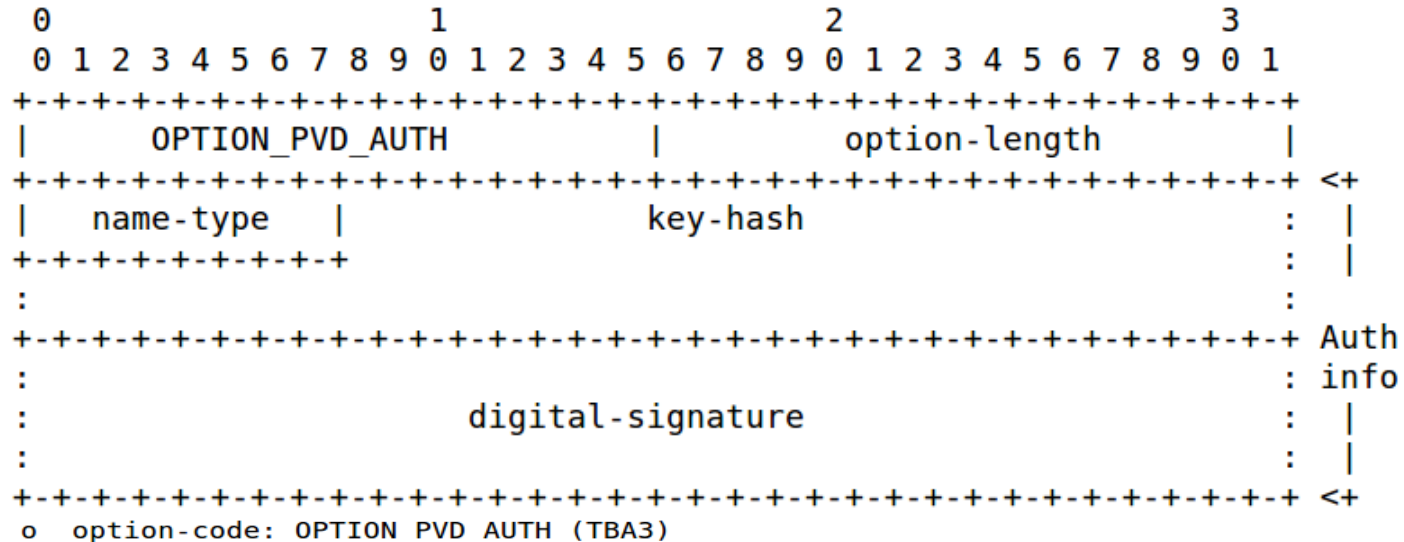 0                   1                   2                   3
 0 1 2 3 4 5 6 7 8 9 0 1 2 3 4 5 6 7 8 9 0 1 2 3 4 5 6 7 8 9 0 1
+-+-+-+-+-+-+-+-+-+-+-+-+-+-+-+-+-+-+-+-+-+-+-+-+-+-+-+-+-+-+-+-+
|      OPTION_PVD_AUTH          |         option-length         |
+-+-+-+-+-+-+-+-+-+-+-+-+-+-+-+-+-+-+-+-+-+-+-+-+-+-+-+-+-+-+-+-+ <+
|   name-type   |               key-hash                        :  |
+-+-+-+-+-+-+-+-+                                               :  |
:                                                               :
+-+-+-+-+-+-+-+-+-+-+-+-+-+-+-+-+-+-+-+-+-+-+-+-+-+-+-+-+-+-+-+-+ Auth
:                                                               : info
:                      digital-signature                        :  |
:                                                               :  |
+-+-+-+-+-+-+-+-+-+-+-+-+-+-+-+-+-+-+-+-+-+-+-+-+-+-+-+-+-+-+-+-+ <+
o  option-code: OPTION_PVD_AUTH (TBA3)